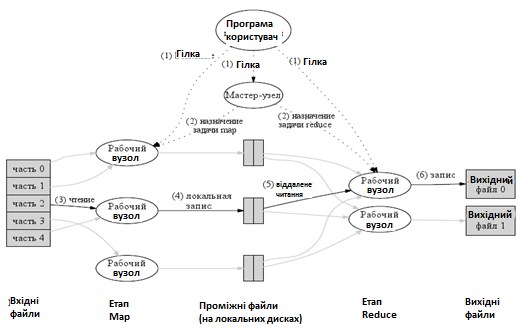 Програма
користувач
(1) Гілка
(1) Гілка
(1) Гілка
Мастер-узел
(2) назначение
задачи map
(2) назначение
задачи reduce
часть 0
часть 1
часть 2
часть 3
часть 4
(3) чтение
Рабочий
вузол
Рабочий
вузол
Рабочий
вузол
(4) локальная
запис
(5) віддалене
читання
Рабочий
вузол
Рабочий
вузол
(6) запис
Вихідний
файл 0
Вихідний
файл 1
Вхідні
файли
Етап
Map
Проміжні файли
(на локальних дисках)
Етап
Reduce
Вихідні
файли